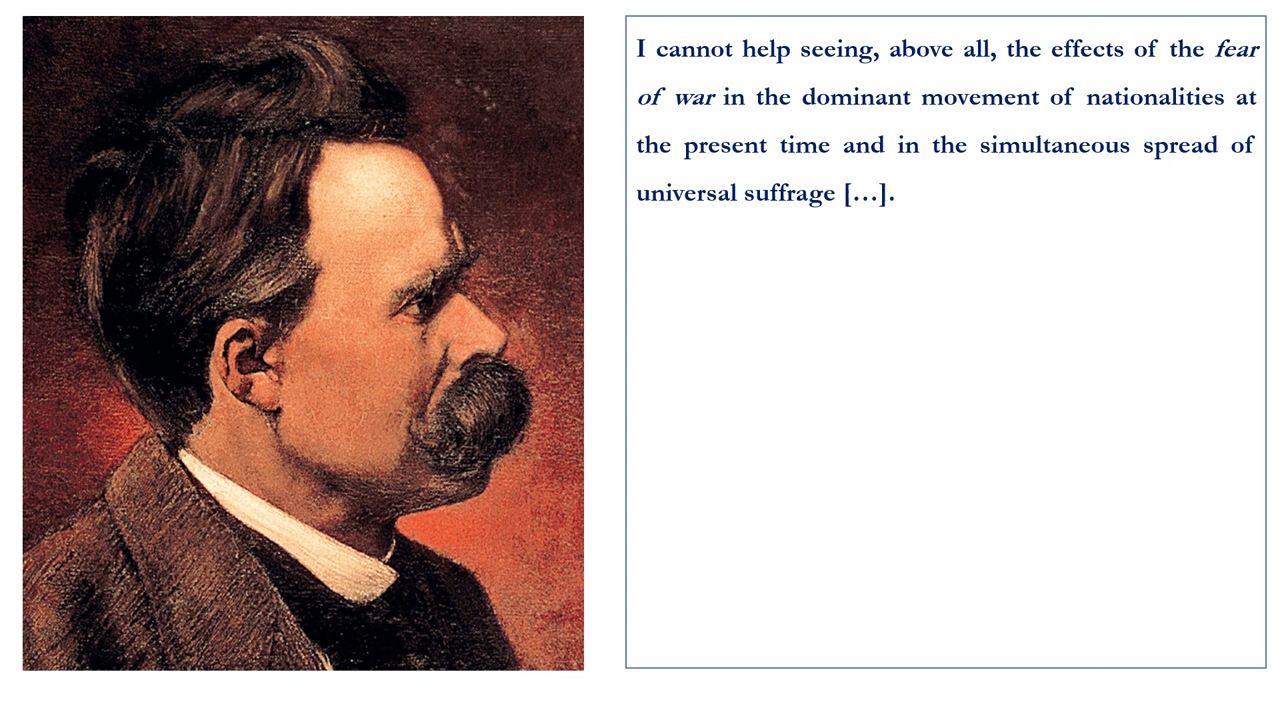 I cannot help seeing, above all, the effects of the fear
of war in the dominant movement of nationalities at
the present time and in the simultaneous spread of
universal suffrage […].